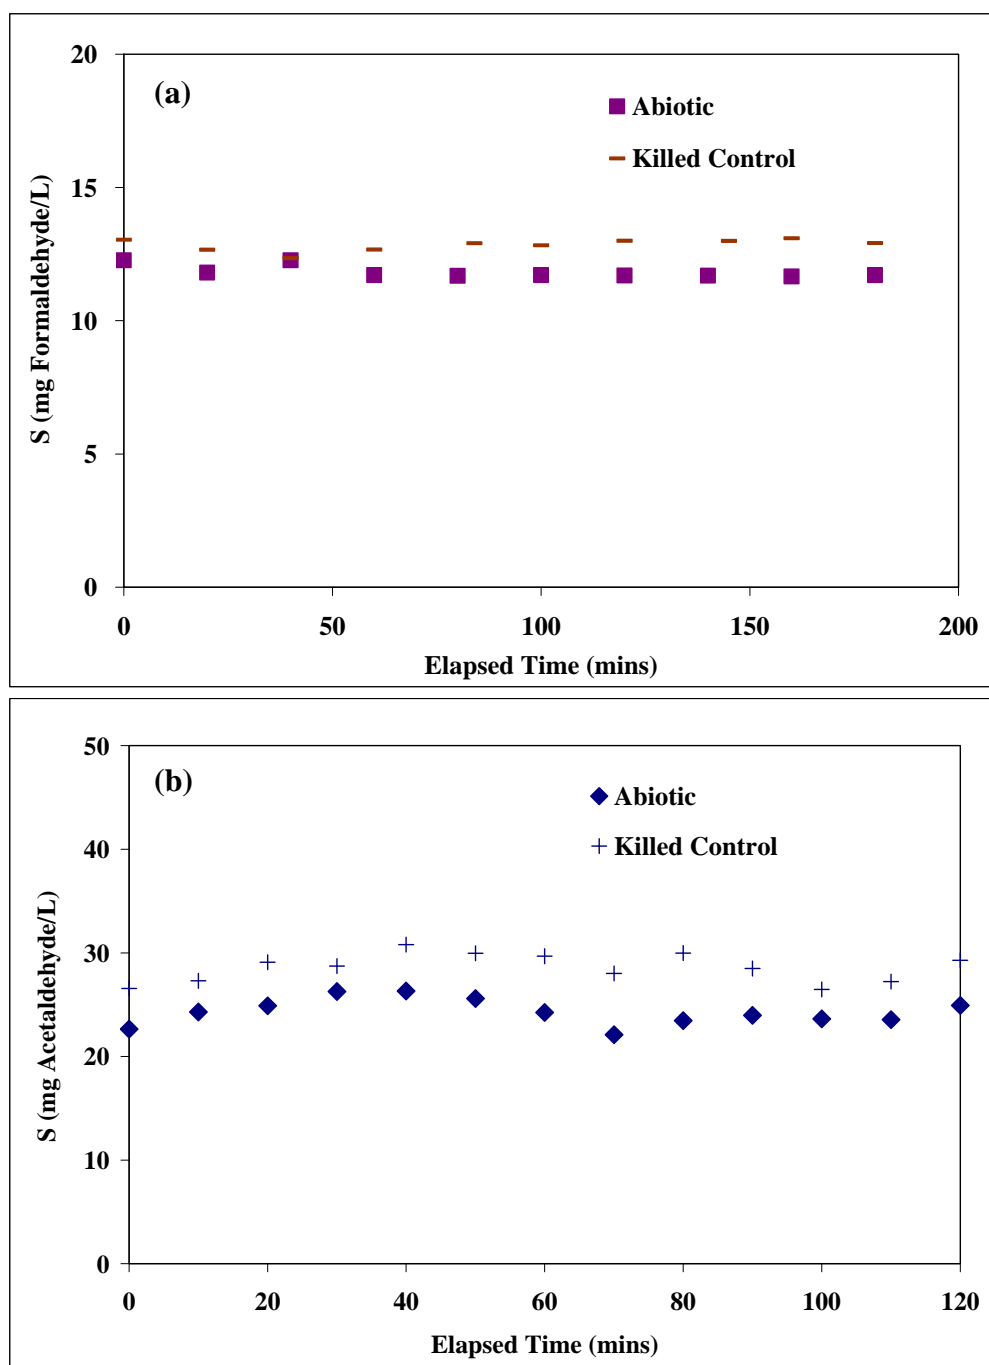 (a)
Abiotic
Killed Control
20
15
10
5
0
S (mg Formaldehyde/L)
0 50 100 150 200
Elapsed Time (mins)
(b)
Abiotic
Killed Control
50
40
30
20
10
0
S (mg Acetaldehyde/L)
0 20 40 60 80 100 120
Elapsed Time (mins)